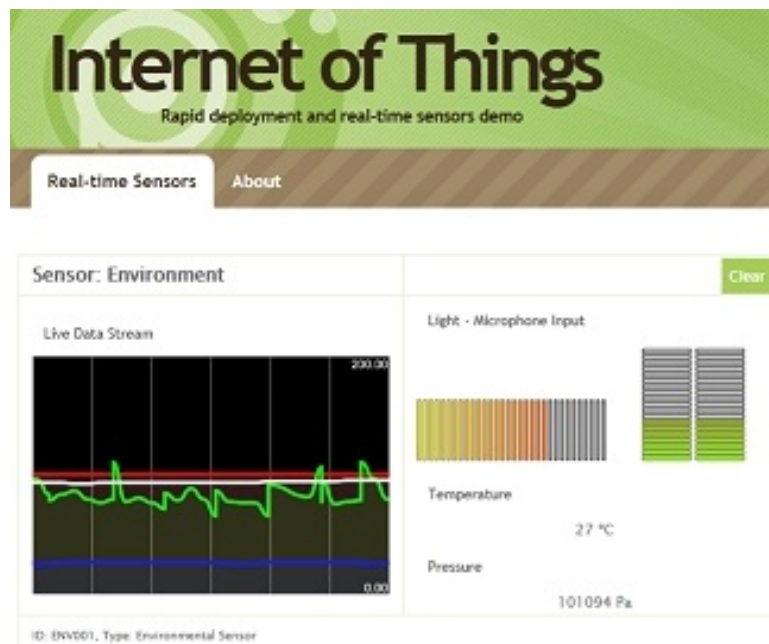 Internet of Things
Rapid deployment and real-time sensors demo
Real-time Sensors
About
Sensor: Environment
Clear
Live Data Stream
200.00
0.00
Light - Microphone Input
Temperature
27 ºC
Pressure
101094 Pa
ID: ENV001, Type: Environmental Sensor